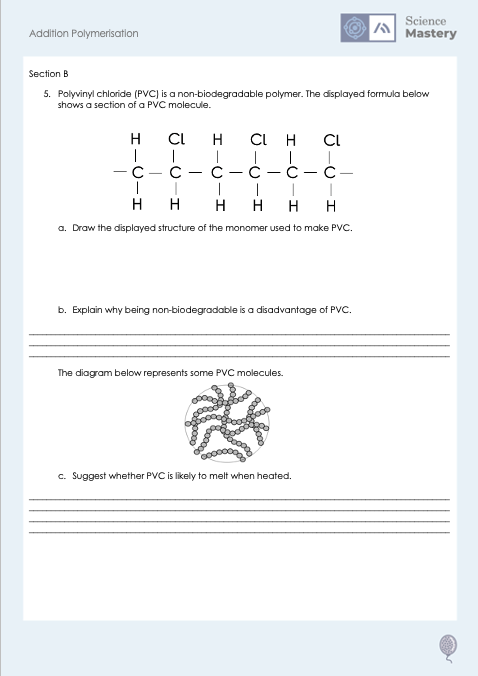 Addition Polymerisation
Science
Mastery
Section B
5. Polyvinyl chloride (PVC) is a non-biodegradable polymer. The displayed formula below
shows a section of a PVC molecule.
H Cl H Cl H Cl
C C C C C C
H H H H H H
a. Draw the displayed structure of the monomer used to make PVC.
b. Explain why being non-biodegradable is a disadvantage of PVC.
The diagram below represents some PVC molecules.
c. Suggest whether PVC is likely to melt when heated.